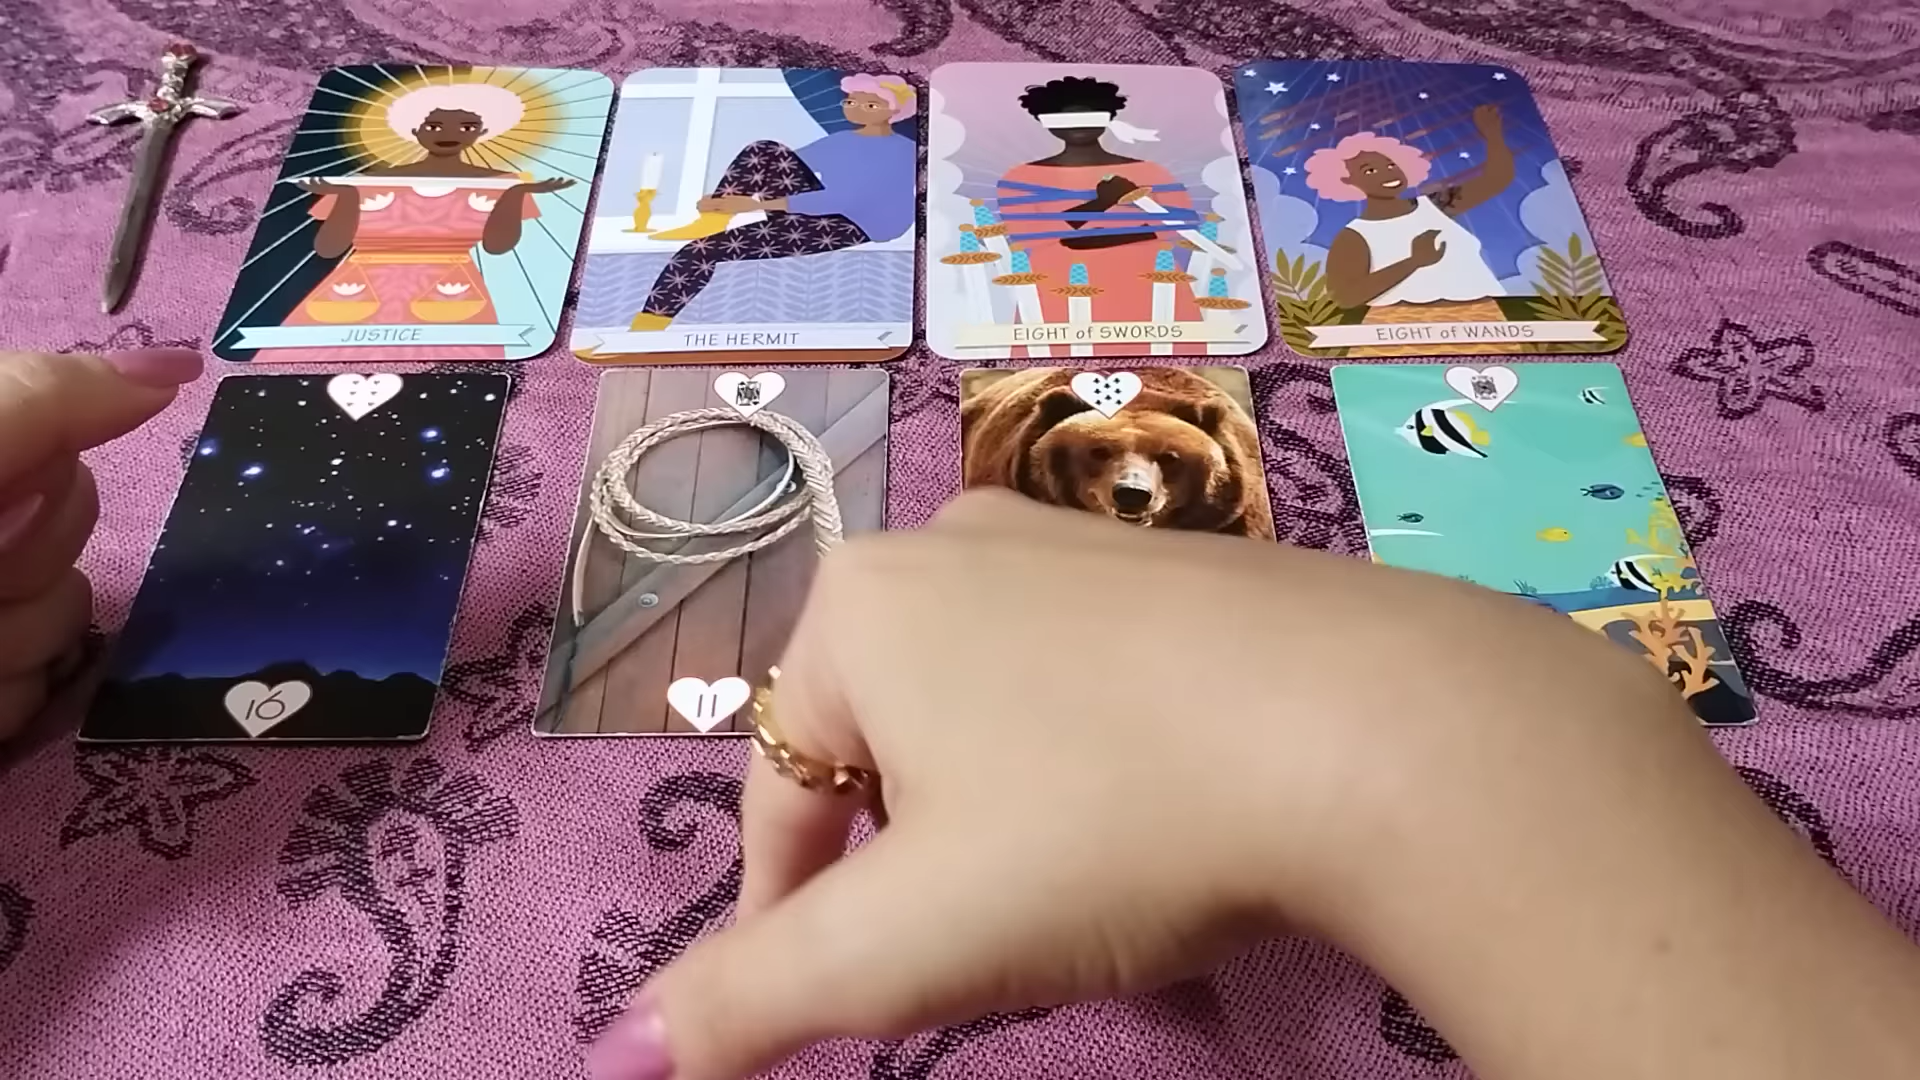 JUSTICE
THE HERMIT
EIGHT of SWORDS
EIGHT of WANDS
16
11